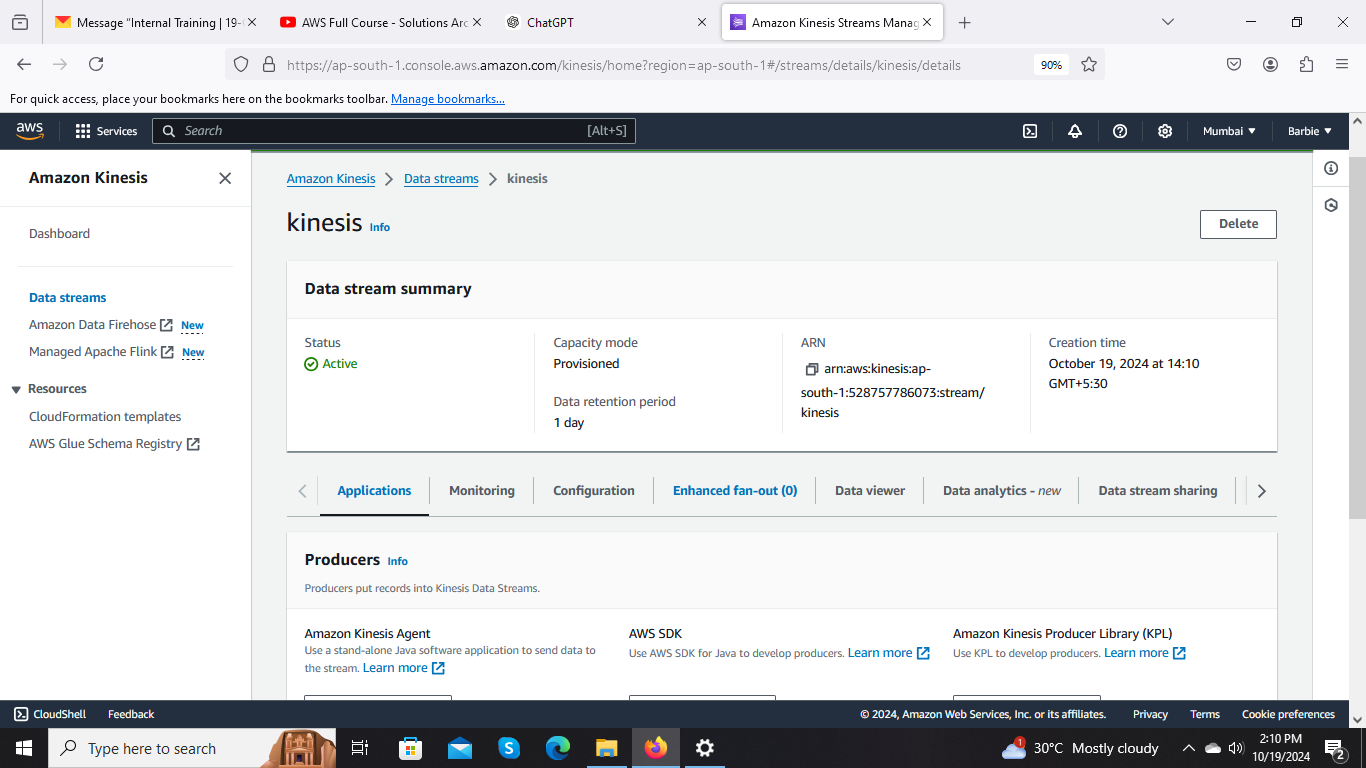 Message "Internal Training | 19-
AWS Full Course - Solutions Arc
ChatGPT
Amazon Kinesis Streams Manag
https://ap-south-1.console.aws.amazon.com/kinesis/home?region=ap-south-1#/streams/details/kinesis/details
90%
For quick access, place your bookmarks here on the bookmarks toolbar. Manage bookmarks...
aws
Services
Search
[Alt+S]
Mumbai
Barbie
Amazon Kinesis
Dashboard
Data streams
Amazon Data Firehose New
Managed Apache Flink New
Resources
CloudFormation templates
AWS Glue Schema Registry
Amazon Kinesis > Data streams > kinesis
kinesis Info
Delete
Data stream summary
Status
Active
Capacity mode
Provisioned
Data retention period
1 day
ARN
arn:aws:kinesis:ap-
south-1:528757786073:stream/
kinesis
Creation time
October 19, 2024 at 14:10
GMT+5:30
Applications
Monitoring
Configuration
Enhanced fan-out (0)
Data viewer
Data analytics - new
Data stream sharing
Producers Info
Producers put records into Kinesis Data Streams.
Amazon Kinesis Agent
Use a stand-alone Java software application to send data to
the stream. Learn more
AWS SDK
Use AWS SDK for Java to develop producers. Learn more
Amazon Kinesis Producer Library (KPL)
Use KPL to develop producers. Learn more
CloudShell
Feedback
© 2024, Amazon Web Services, Inc. or its affiliates.
Privacy
Terms
Cookie preferences
Type here to search
1
30°C Mostly cloudy
2:10 PM
10/19/2024
2